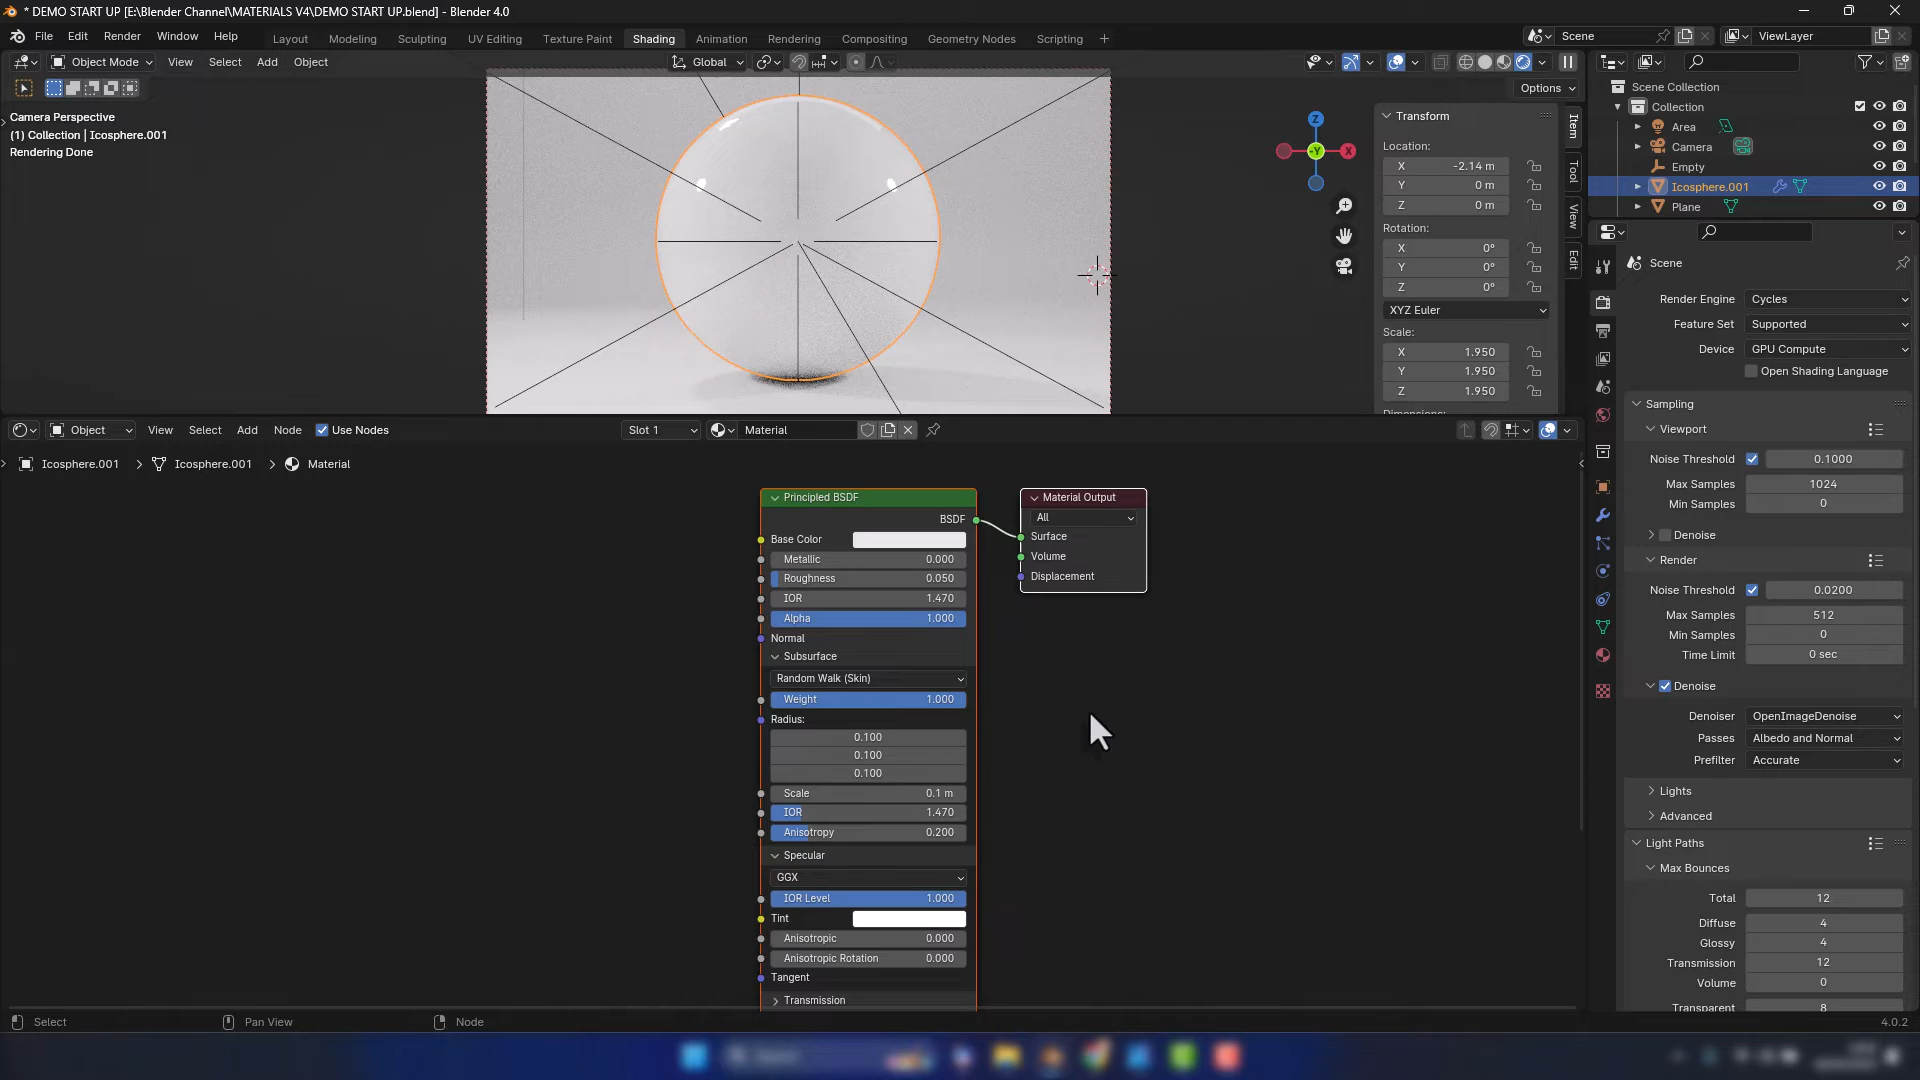 * DEMO START UP [E:\Blender Channel\MATERIALS V4\DEMO START UP.blend] - Blender 4.0
File Edit Render Window Help Layout Modeling Sculpting UV Editing Texture Paint Shading Animation Rendering Compositing Geometry Nodes Scripting + Scene ViewLayer
Object Mode View Select Add Object Global
Options
Camera Perspective
(1) Collection | Icosphere.001
Rendering Done
Z
-Y
X
Transform
Location:
X -2.14 m
Y 0 m
Z 0 m
Rotation:
X 0°
Y 0°
Z 0°
XYZ Euler
Scale:
X 1.950
Y 1.950
Z 1.950
Item
Tool
View
Edit
Scene Collection
Collection
Area
Camera
Empty
Icosphere.001
Plane
Scene
Render Engine Cycles
Feature Set Supported
Device GPU Compute
Open Shading Language
Sampling
Viewport
Noise Threshold 0.1000
Max Samples 1024
Min Samples 0
Denoise
Render
Noise Threshold 0.0200
Max Samples 512
Min Samples 0
Time Limit 0 sec
Denoise
Denoiser OpenImageDenoise
Passes Albedo and Normal
Prefilter Accurate
Lights
Advanced
Light Paths
Max Bounces
Total 12
Diffuse 4
Glossy 4
Transmission 12
Volume 0
Transparent 8
Object View Select Add Node Use Nodes Slot 1 Material
Icosphere.001 > Icosphere.001 > Material
Principled BSDF
BSDF
Base Color
Metallic 0.000
Roughness 0.050
IOR 1.470
Alpha 1.000
Normal
Subsurface
Random Walk (Skin)
Weight 1.000
Radius:
0.100
0.100
0.100
Scale 0.1 m
IOR 1.470
Anisotropy 0.200
Specular
GGX
IOR Level 1.000
Tint
Anisotropic 0.000
Anisotropic Rotation 0.000
Tangent
Transmission
Material Output
All
Surface
Volume
Displacement
Select Pan View Node 4.0.2
Search